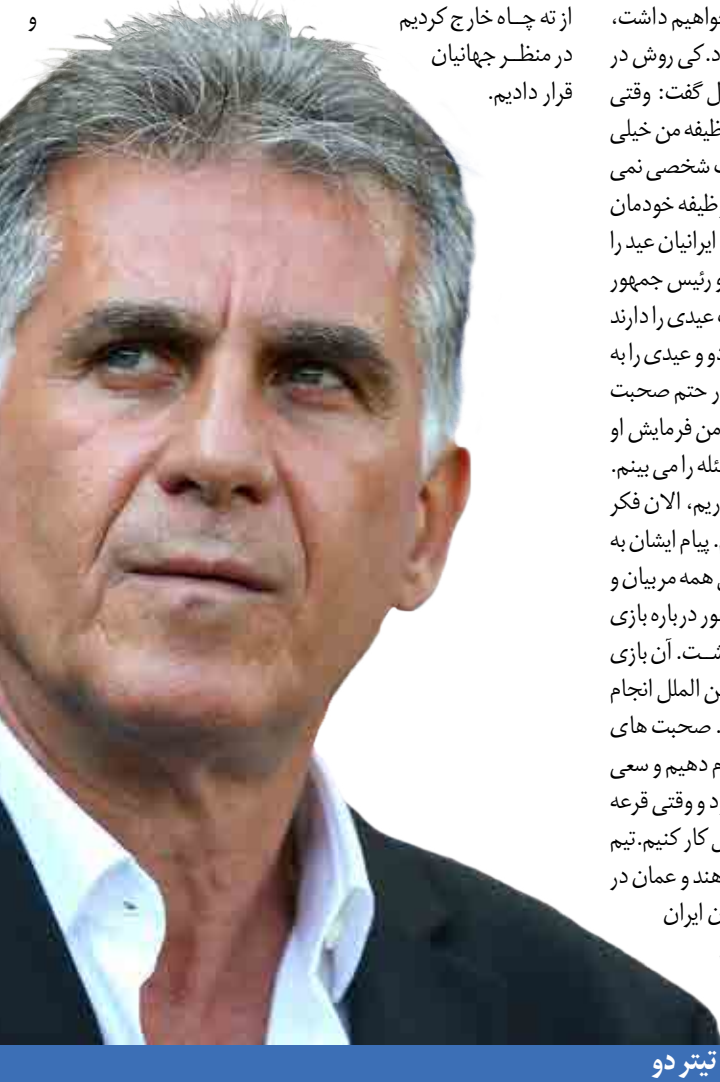 واهیم داشت،
د. کی روش در
ل گفت: وقتی
ظیفه من خیلی
شخصی نمی
ظیفه خودمان
ایرانیان عید را
و رئیس جمهور
عیدی را دارند
دو و عیدی را به
ر حتم صحبت
من فرمایش او
ئله را می بینم.
ریم، الان فکر
. پیام ایشان به
همه مربیان و
ور درباره بازی
شـت. آن بازی
ن الملل انجام
. صحبت های
م دهیم و سعی
د و وقتی قرعه
کار کنیم. تیم
هند و عمان در
ن ایران
از ته چـاه خارج کردیم و
در منظـر جهانیان
قرار دادیم.
تیتر دو